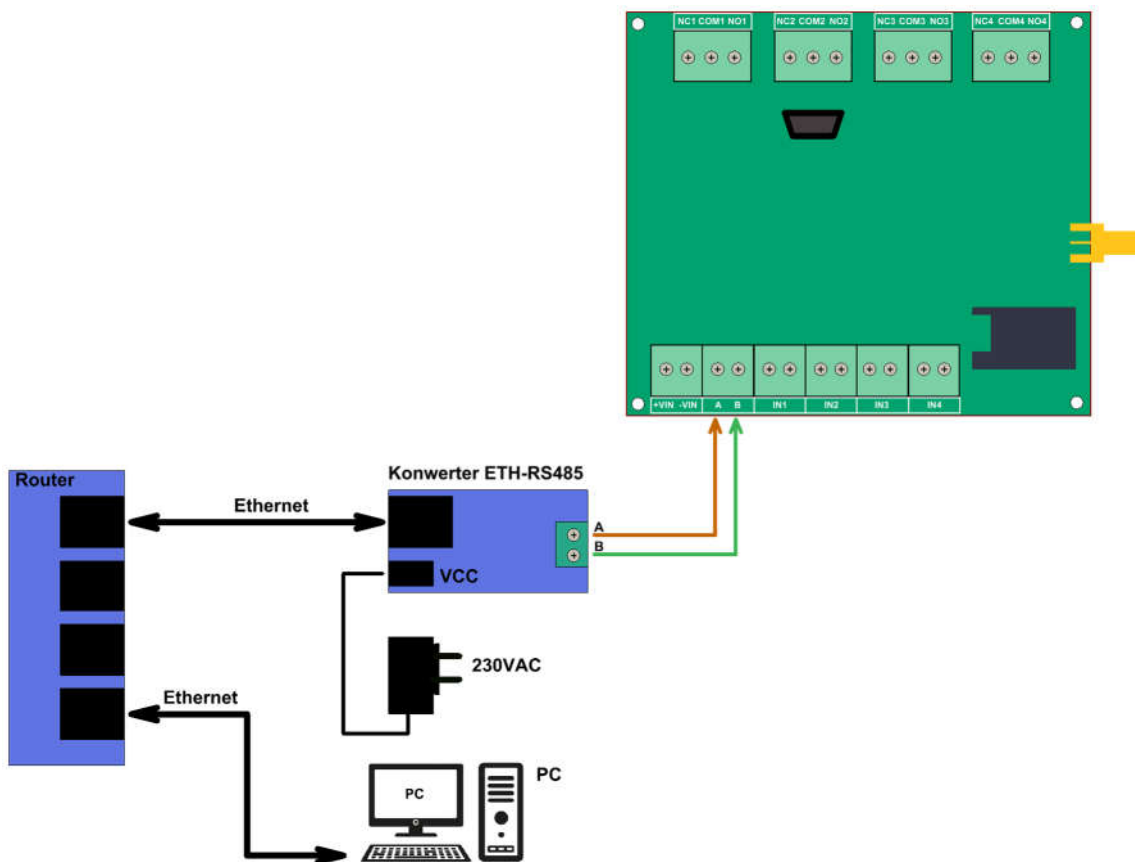 NC1 COM1 NO1 NC2 COM2 NO2 NC3 COM3 NO3 NC4 COM4 NO4
+VIN -VIN A B IN1 IN2 IN3 IN4
Konwerter ETH-RS485
Router
Ethernet
A
B
VCC
230VAC
Ethernet
PC
PC